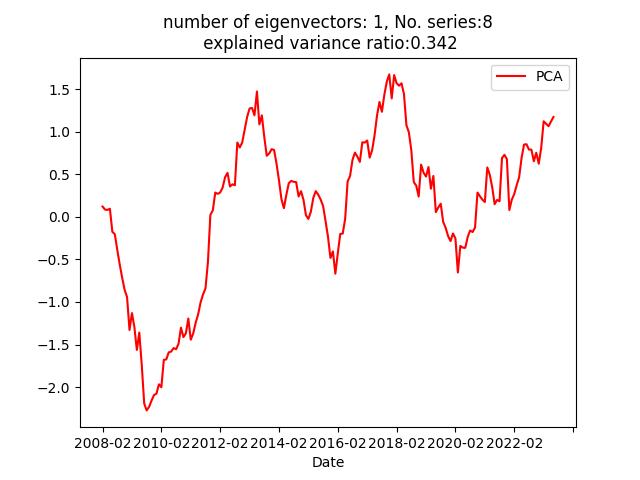 number of eigenvectors: 1, No. series:8
explained variance ratio:0.342
PCA
1.5
1.0
0.5
0.0
−0.5
−1.0
−1.5
−2.0
2008-02 2010-02 2012-02 2014-02 2016-02 2018-02 2020-02 2022-02
Date